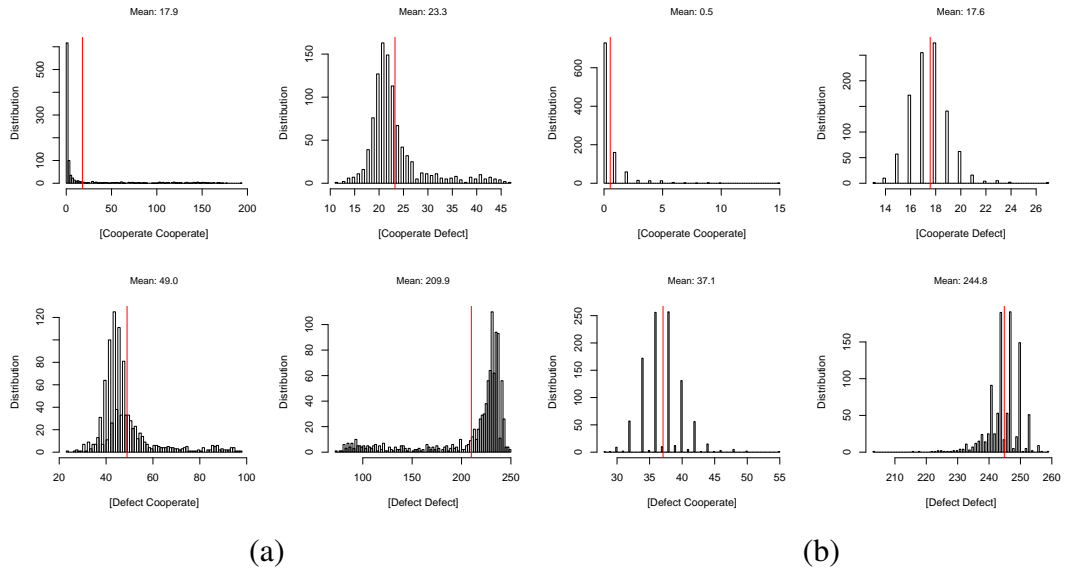 Mean: 17.9
Distribution
0 100 300 500
0 50 100 150 200
[Cooperate Cooperate]
Mean: 23.3
Distribution
0 50 100 150
10 15 20 25 30 35 40 45
[Cooperate Defect]
Mean: 0.5
Distribution
0 200 400 600
0 5 10 15
[Cooperate Cooperate]
Mean: 17.6
Distribution
0 50 100 200
14 16 18 20 22 24 26
[Cooperate Defect]
Mean: 49.0
Distribution
0 20 40 60 80 100 120
20 40 60 80 100
[Defect Cooperate]
Mean: 209.9
Distribution
0 20 40 60 80 100
100 150 200 250
[Defect Defect]
Mean: 37.1
Distribution
0 50 100 150 200 250
30 35 40 45 50 55
[Defect Cooperate]
Mean: 244.8
Distribution
0 50 100 150
210 220 230 240 250 260
[Defect Defect]
(a)
(b)